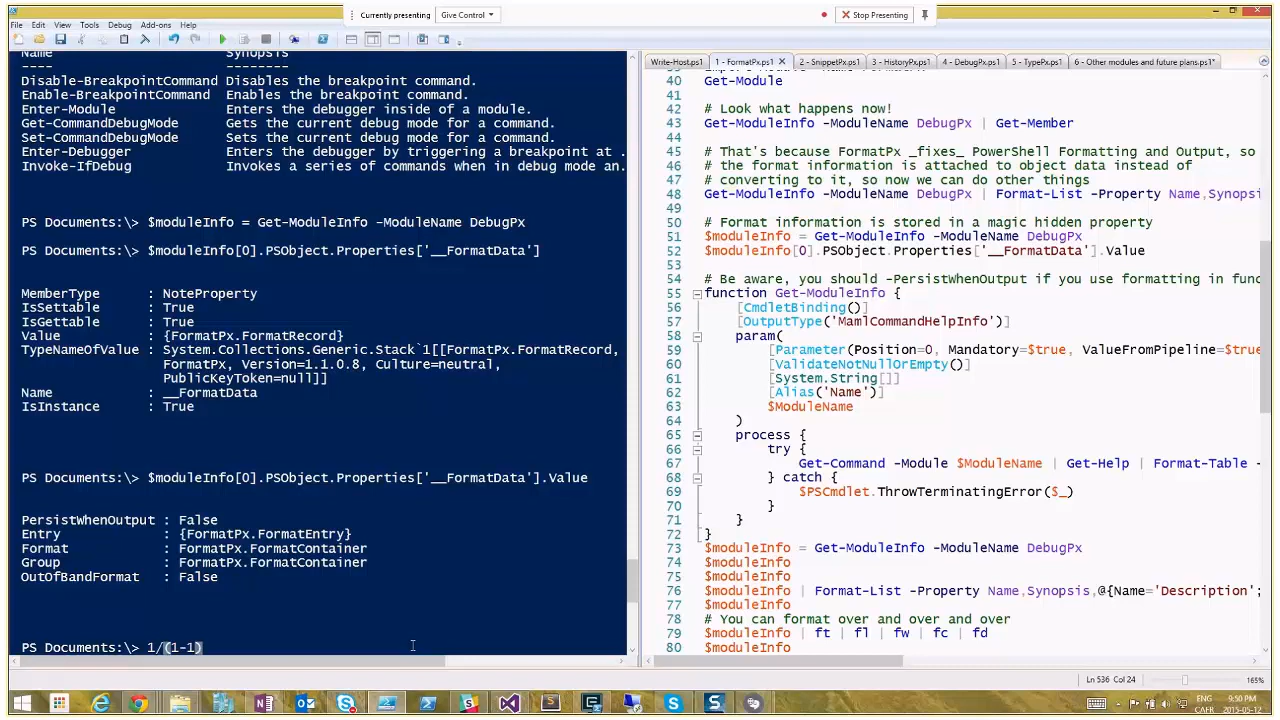 Currently presenting Give Control Stop Presenting
File Edit View Tools Debug Add-ons Help
Name Synopsis
---- --------
Disable-BreakpointCommand Disables the breakpoint command.
Enable-BreakpointCommand Enables the breakpoint command.
Enter-Module Enters the debugger inside of a module.
Get-CommandDebugMode Gets the current debug mode for a command.
Set-CommandDebugMode Sets the current debug mode for a command.
Enter-Debugger Enters the debugger by triggering a breakpoint at .
Invoke-IfDebug Invokes a series of commands when in debug mode an.
PS Documents:\> $moduleInfo = Get-ModuleInfo -ModuleName DebugPx
PS Documents:\> $moduleInfo[0].PSObject.Properties['__FormatData']
MemberType : NoteProperty
IsSettable : True
IsGettable : True
Value : {FormatPx.FormatRecord}
TypeNameOfValue : System.Collections.Generic.Stack`1[[FormatPx.FormatRecord,
FormatPx, Version=1.1.0.8, Culture=neutral,
PublicKeyToken=null]]
Name : __FormatData
IsInstance : True
PS Documents:\> $moduleInfo[0].PSObject.Properties['__FormatData'].Value
PersistWhenOutput : False
Entry : {FormatPx.FormatEntry}
Format : FormatPx.FormatContainer
Group : FormatPx.FormatContainer
OutOfBandFormat : False
PS Documents:\> 1/(1-1)
Write-Host.ps1 1 - FormatPx.ps1 2 - SnippetPx.ps1 3 - HistoryPx.ps1 4 - DebugPx.ps1 5 - TypePx.ps1 6 - Other modules and future plans.ps1*
40 Get-Module
41
42 # Look what happens now!
43 Get-ModuleInfo -ModuleName DebugPx | Get-Member
44
45 # That's because FormatPx _fixes_ PowerShell Formatting and Output, so
46 # the format information is attached to object data instead of
47 # converting to it, so now we can do other things
48 Get-ModuleInfo -ModuleName DebugPx | Format-List -Property Name,Synopsis
49
50 # Format information is stored in a magic hidden property
51 $moduleInfo = Get-ModuleInfo -ModuleName DebugPx
52 $moduleInfo[0].PSObject.Properties['__FormatData'].Value
53
54 # Be aware, you should -PersistWhenOutput if you use formatting in func
55 function Get-ModuleInfo {
56 [CmdletBinding()]
57 [OutputType('MamlCommandHelpInfo')]
58 param(
59 [Parameter(Position=0, Mandatory=$true, ValueFromPipeline=$true
60 [ValidateNotNullOrEmpty()]
61 [System.String[]]
62 [Alias('Name')]
63 $ModuleName
64 )
65 process {
66 try {
67 Get-Command -Module $ModuleName | Get-Help | Format-Table -
68 } catch {
69 $PSCmdlet.ThrowTerminatingError($_)
70 }
71 }
72 }
73 $moduleInfo = Get-ModuleInfo -ModuleName DebugPx
74 $moduleInfo
75 $moduleInfo
76 $moduleInfo | Format-List -Property Name,Synopsis,@{Name='Description';
77 $moduleInfo
78 # You can format over and over and over
79 $moduleInfo | ft | fl | fw | fc | fd
80 $moduleInfo
Ln 536 Col 24 165%
ENG 9:50 PM
CAFR 2015-05-12